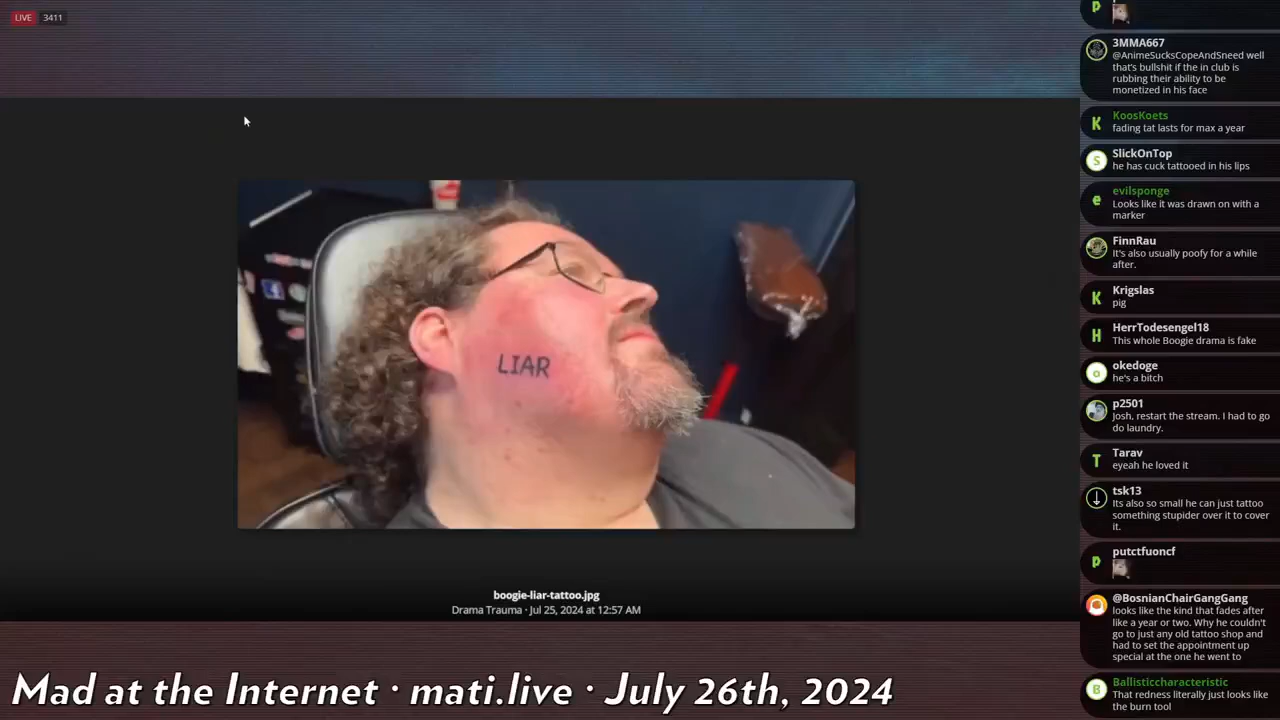 LIVE 3411
LIAR
boogie-liar-tattoo.jpg
Drama Trauma · Jul 25, 2024 at 12:57 AM
Mad at the Internet · mati.live · July 26th, 2024
P
3MMA667
@AnimeSucksCopeAndSneed well
that's bullshit if the in club is
rubbing their ability to be
monetized in his face
K
KoosKoets
fading tat lasts for max a year
S
SlickOnTop
he has cuck tattooed in his lips
e
evilsponge
Looks like it was drawn on with a
marker
FinnRau
It's also usually poofy for a while
after.
K
Krigslas
pig
H
HerrTodesengel18
This whole Boogie drama is fake
o
okedoge
he's a bitch
p2501
Josh, restart the stream. I had to go
do laundry.
T
Tarav
eyeah he loved it
tsk13
Its also so small he can just tattoo
something stupider over it to cover
it.
P
putctfuoncf
@BosnianChairGangGang
looks like the kind that fades after
like a year or two. Why he couldn't
go to just any old tattoo shop and
had to set the appointment up
special at the one he went to
B
Ballisticcharacteristic
That redness literally just looks like
the burn tool